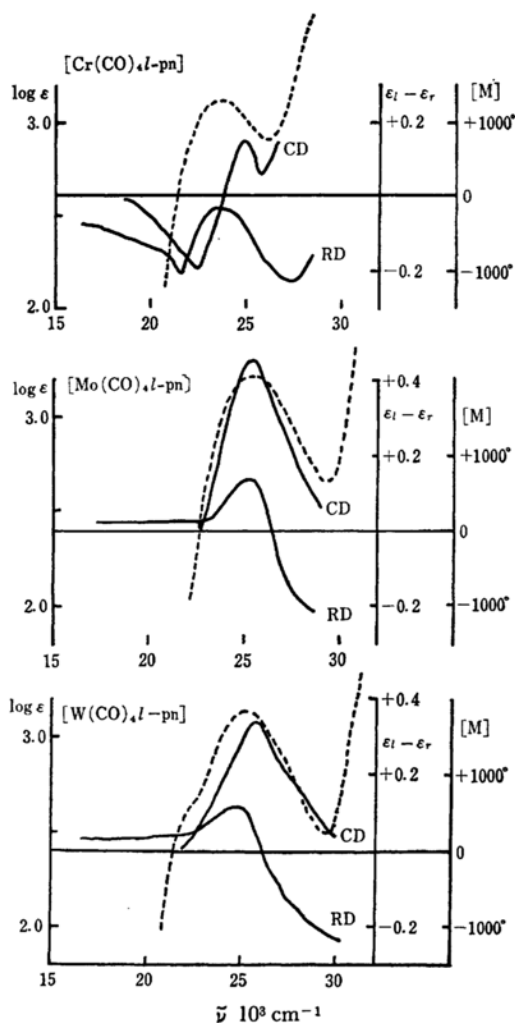 [Cr(CO)₄l-pn]
log ε
εₗ − εᵣ
[M]
3.0
+0.2
+1000°
CD
0
RD
−0.2
−1000°
2.0
15 20 25 30
log ε
[Mo(CO)₄l-pn]
+0.4
εₗ − εᵣ
[M]
3.0
+0.2
+1000°
CD
0
2.0
RD
−0.2
−1000°
15 20 25 30
log ε
[W(CO)₄l-pn]
+0.4
εₗ − εᵣ
[M]
3.0
+0.2
+1000°
CD
0
2.0
RD
−0.2
−1000°
15 20 25 30
ν̃ 10³ cm⁻¹